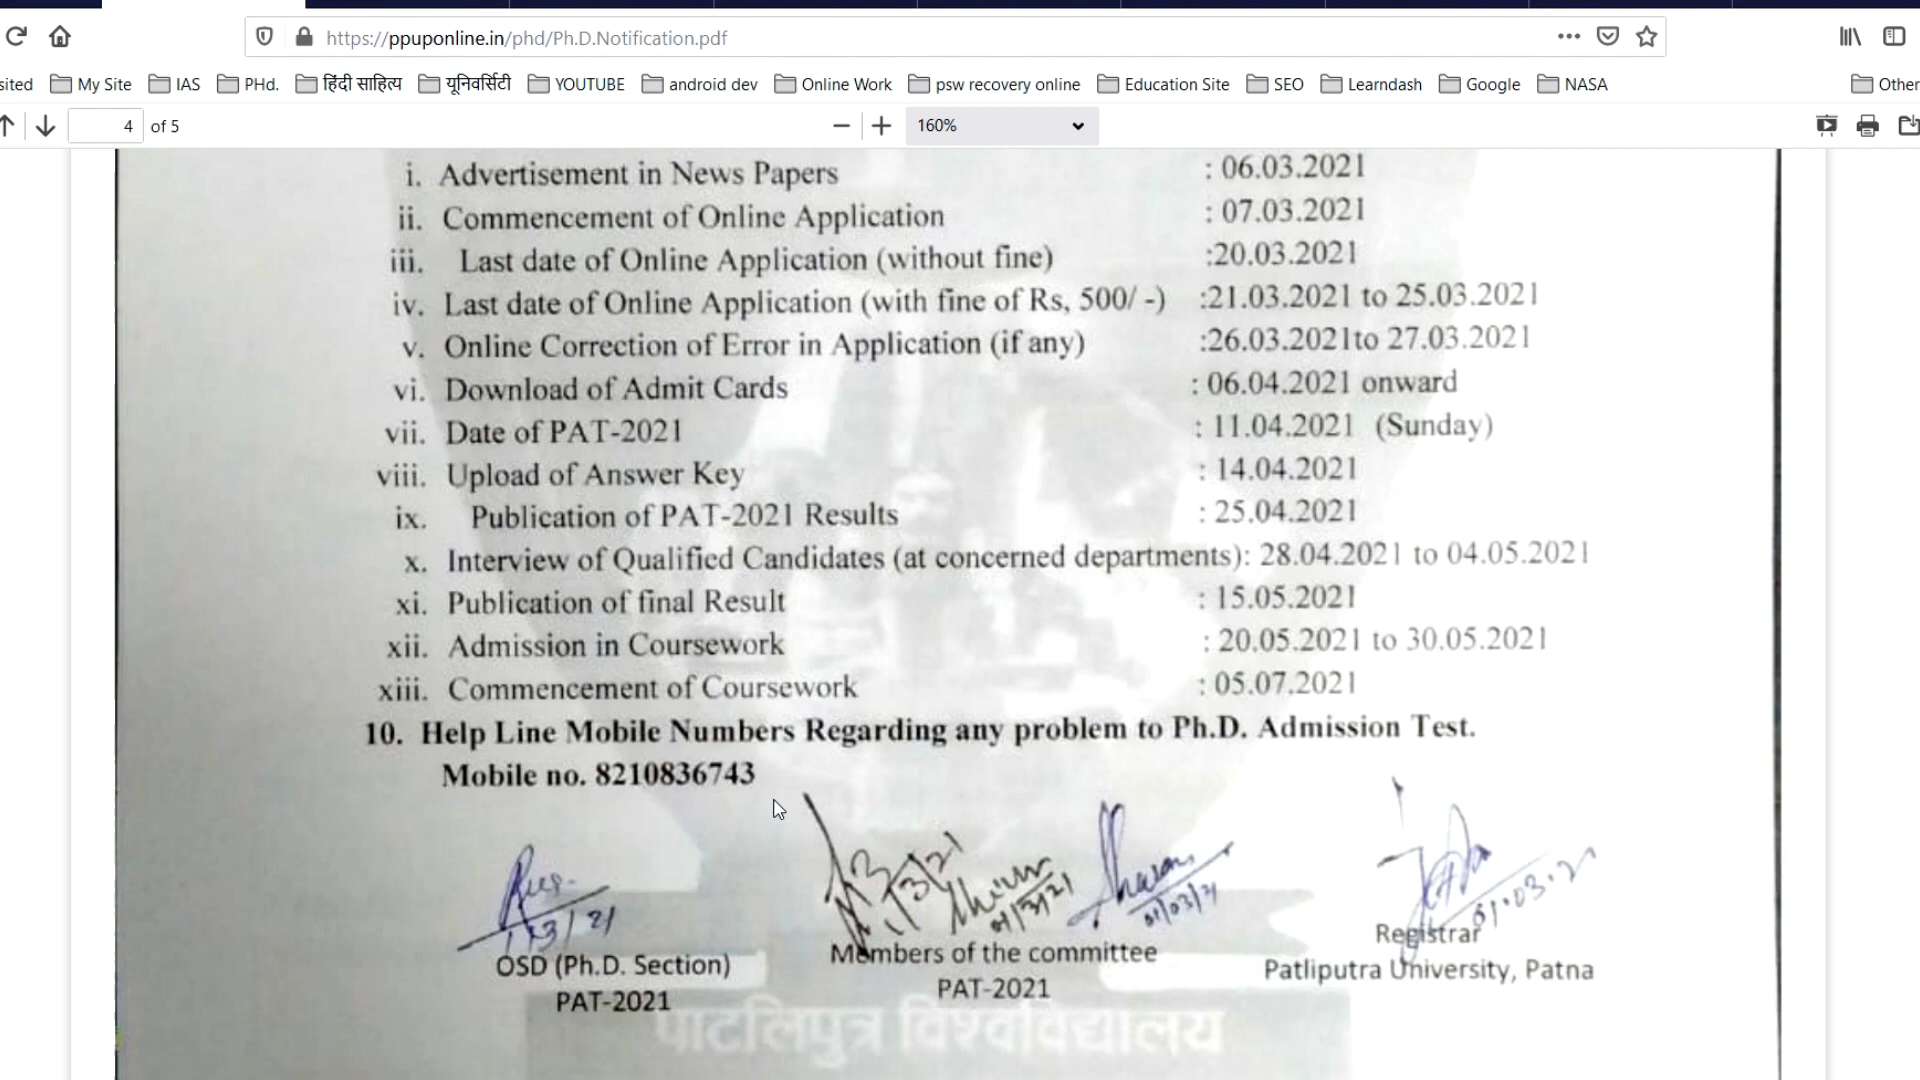 https://ppuponline.in/phd/Ph.D.Notification.pdf
sited My Site IAS PHd. हिंदी साहित्य यूनिवर्सिटी YOUTUBE android dev Online Work psw recovery online Education Site SEO Learndash Google NASA Other
4 of 5 160%
i. Advertisement in News Papers : 06.03.2021
ii. Commencement of Online Application : 07.03.2021
iii. Last date of Online Application (without fine) :20.03.2021
iv. Last date of Online Application (with fine of Rs, 500/ -) :21.03.2021 to 25.03.2021
v. Online Correction of Error in Application (if any) :26.03.2021to 27.03.2021
vi. Download of Admit Cards : 06.04.2021 onward
vii. Date of PAT-2021 : 11.04.2021 (Sunday)
viii. Upload of Answer Key : 14.04.2021
ix. Publication of PAT-2021 Results : 25.04.2021
x. Interview of Qualified Candidates (at concerned departments): 28.04.2021 to 04.05.2021
xi. Publication of final Result : 15.05.2021
xii. Admission in Coursework : 20.05.2021 to 30.05.2021
xiii. Commencement of Coursework : 05.07.2021
10. Help Line Mobile Numbers Regarding any problem to Ph.D. Admission Test.
Mobile no. 8210836743
OSD (Ph.D. Section)
PAT-2021
Members of the committee
PAT-2021
Registrar
Patliputra University, Patna
पाटलिपुत्र विश्वविद्यालय